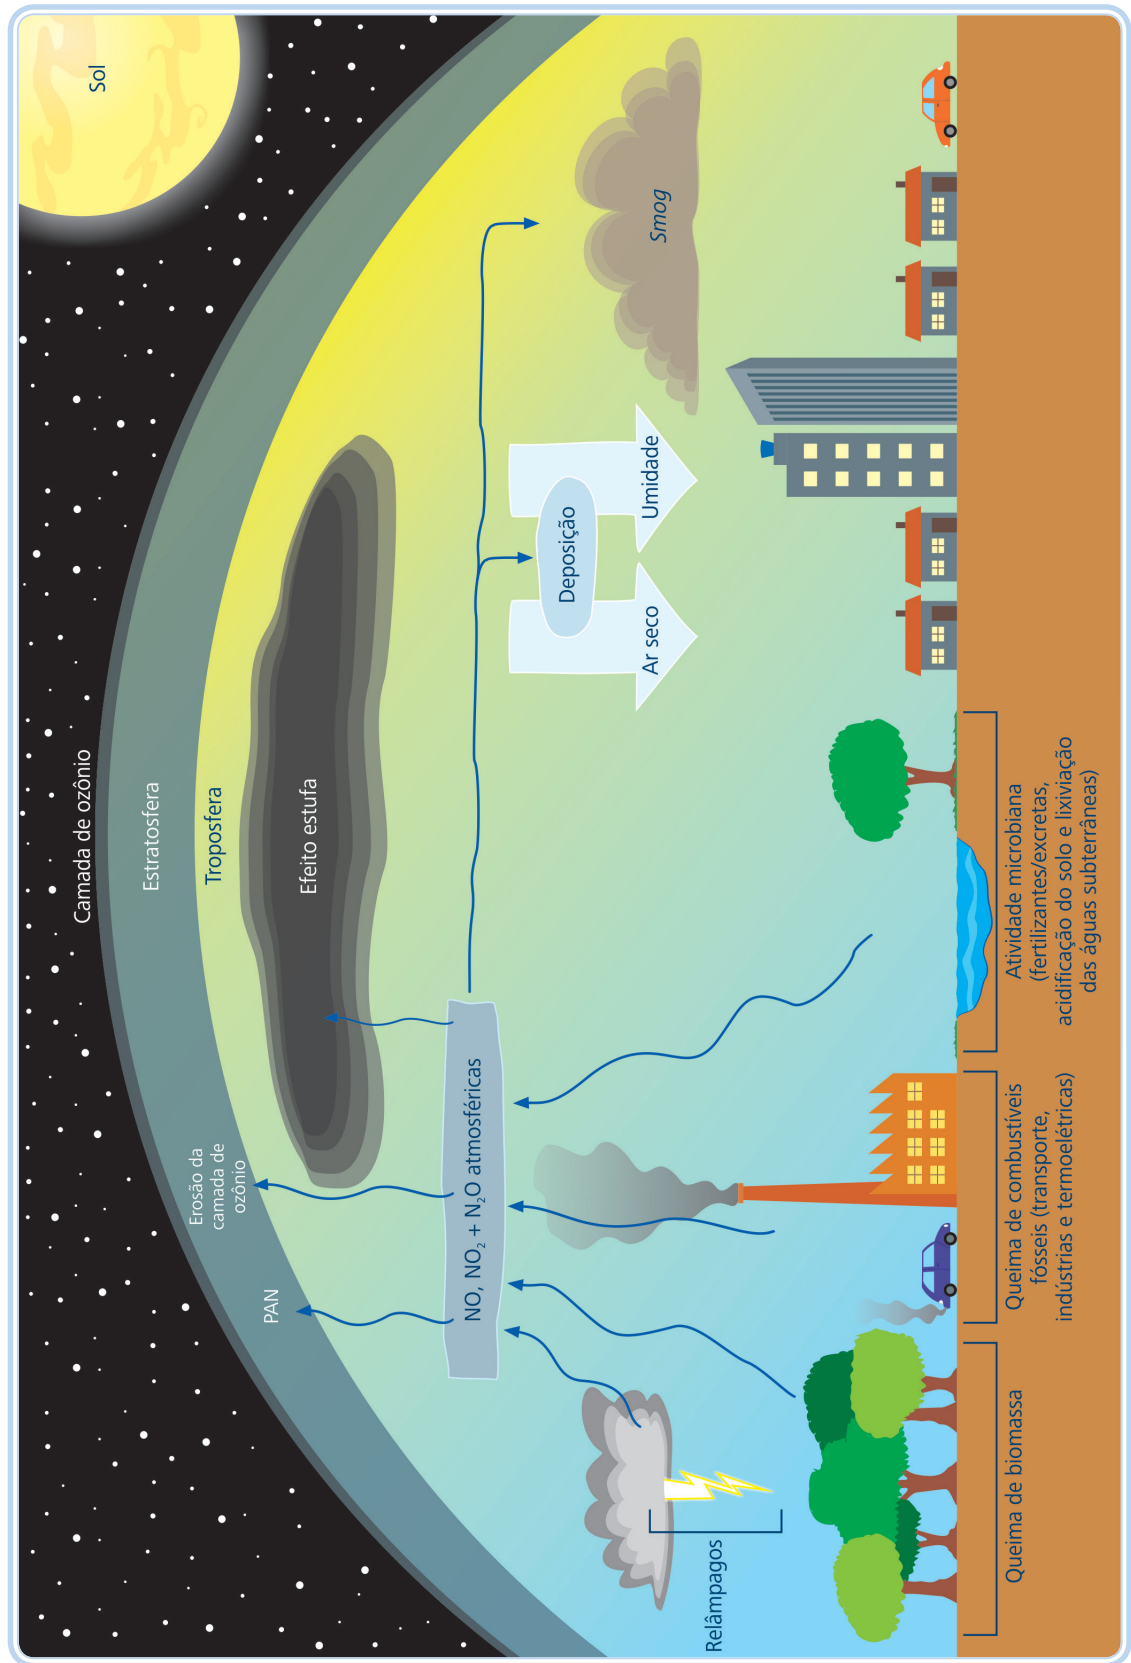 Sol
Camada de ozônio
Estratosfera
Troposfera
Efeito estufa
Erosão da
camada de
ozônio
PAN
NO, NO₂ + N₂O atmosféricas
Smog
Deposição
Ar seco
Umidade
Relâmpagos
Queima de biomassa
Queima de combustíveis
fósseis (transporte,
indústrias e termoelétricas)
Atividade microbiana
(fertilizantes/excretas,
acidificação do solo e lixiviação
das águas subterrâneas)